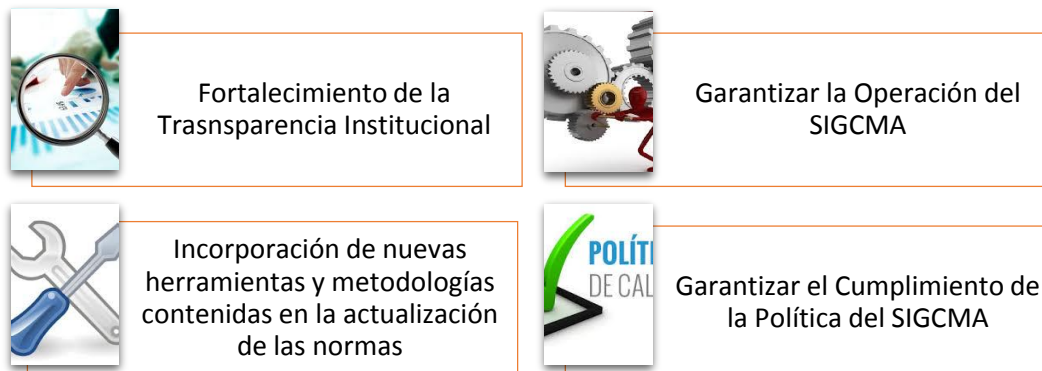 Fortalecimiento de la
Trasnsparencia Institucional
Garantizar la Operación del
SIGCMA
Incorporación de nuevas
herramientas y metodologías
contenidas en la actualización
de las normas
POLÍTI
DE CAL
Garantizar el Cumplimiento de
la Política del SIGCMA